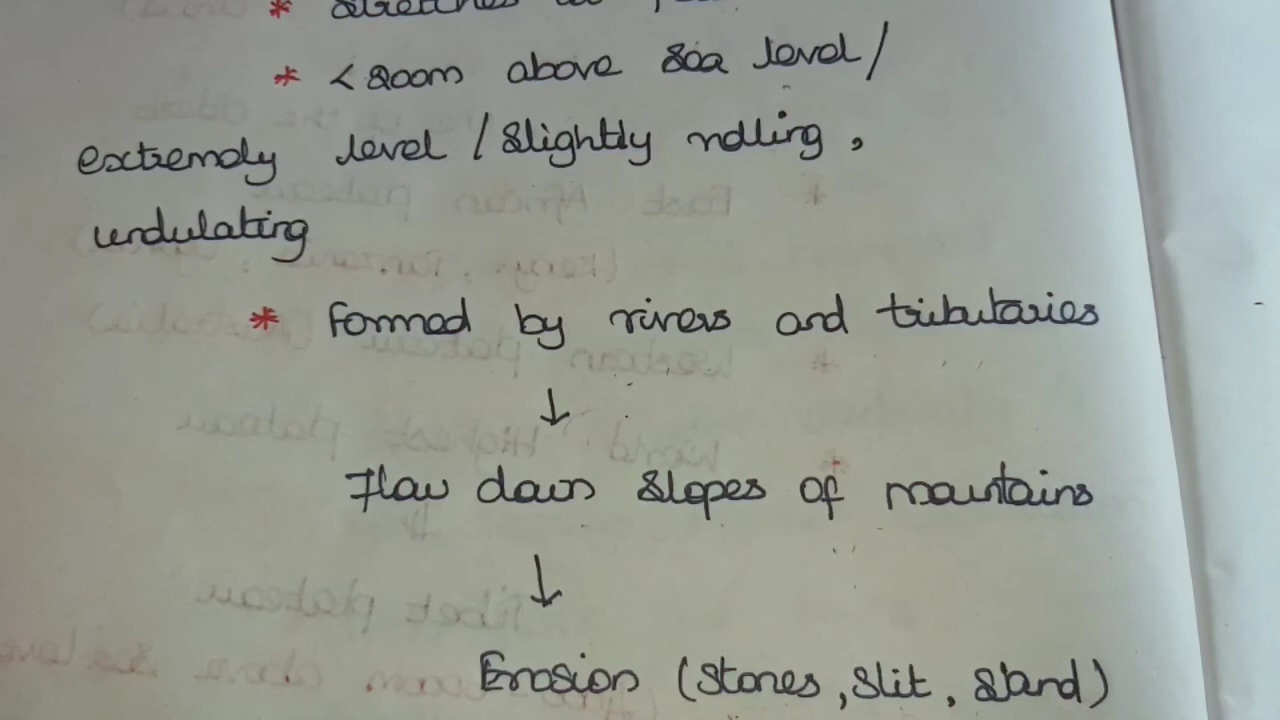 * Stretches
* <200m above sea level /
extremely level / slightly rolling ,
undulating
* Formed by rivers and tributaries
↓
Flow down slopes of mountains
↓
Erosion (stones, slit, sand)